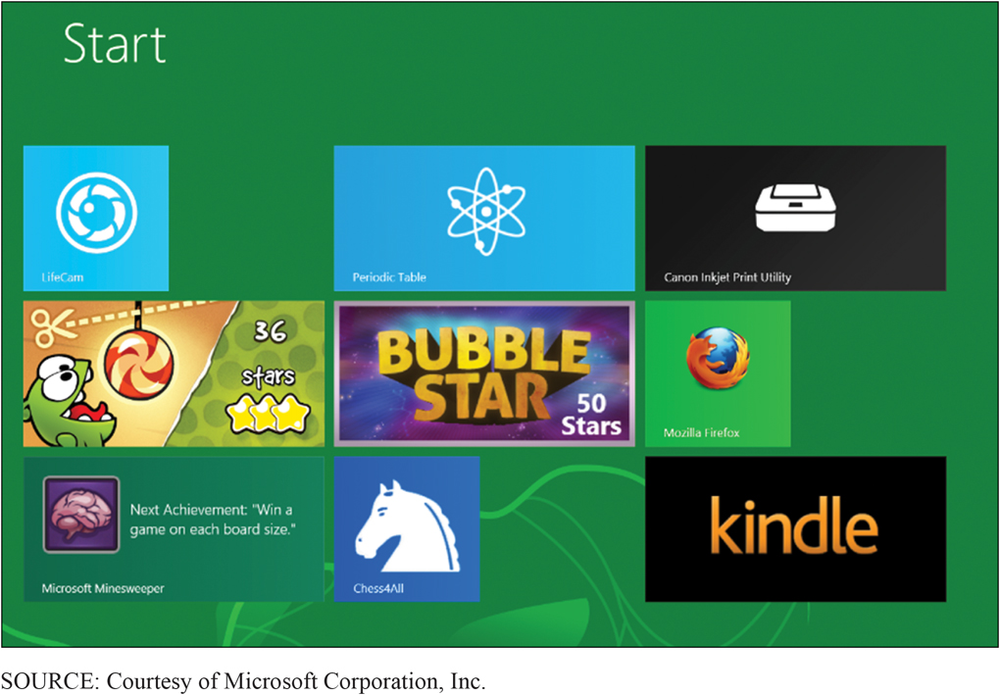 Start
LifeCam
Periodic Table
Canon Inkjet Print Utility
36
stars
BUBBLE
STAR
50
Stars
Mozilla Firefox
Next Achievement: "Win a
game on each board size."
Microsoft Minesweeper
Chess4All
kindle
SOURCE: Courtesy of Microsoft Corporation, Inc.